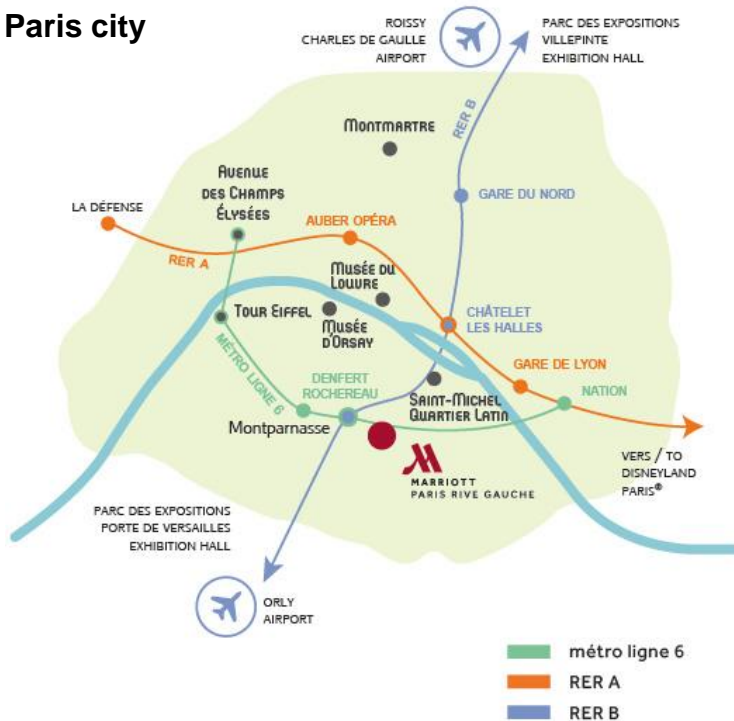 Paris city
ROISSY
CHARLES DE GAULLE
AIRPORT
PARC DES EXPOSITIONS
VILLEPINTE
EXHIBITION HALL
RER B
MONTMARTRE
AVENUE
DES CHAMPS
ÉLYSÉES
GARE DU NORD
LA DÉFENSE
AUBER OPÉRA
RER A
MUSÉE DU
LOUVRE
TOUR EIFFEL
MUSÉE
D'ORSAY
CHÂTELET
LES HALLES
MÉTRO LIGNE 6
DENFERT
ROCHEREAU
GARE DE LYON
NATION
SAINT-MICHEL
QUARTIER LATIN
Montparnasse
MARRIOTT
PARIS RIVE GAUCHE
VERS / TO
DISNEYLAND
PARIS®
PARC DES EXPOSITIONS
PORTE DE VERSAILLES
EXHIBITION HALL
ORLY
AIRPORT
métro ligne 6
RER A
RER B